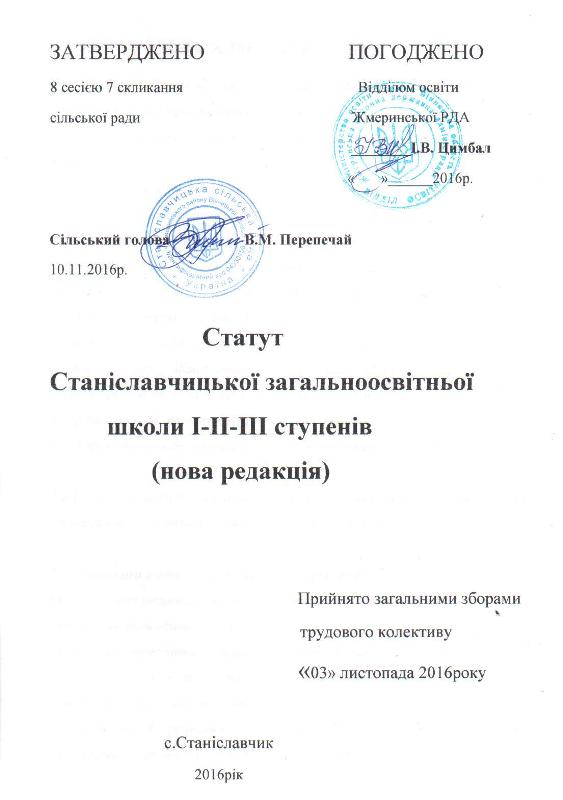 ЗАТВЕРДЖЕНО
8 сесією 7 скликання
сільської ради
ПОГОДЖЕНО
Відділом освіти
Жмеринської РДА
І.В. Цимбал
« » 2016р.
Сільський голова В.М. Перепечай
10.11.2016р.
Статут
Станіславчицької загальноосвітньої
школи І-ІІ-ІІІ ступенів
(нова редакція)
Прийнято загальними зборами
трудового колективу
«03» листопада 2016року
с.Станіславчик
2016рік